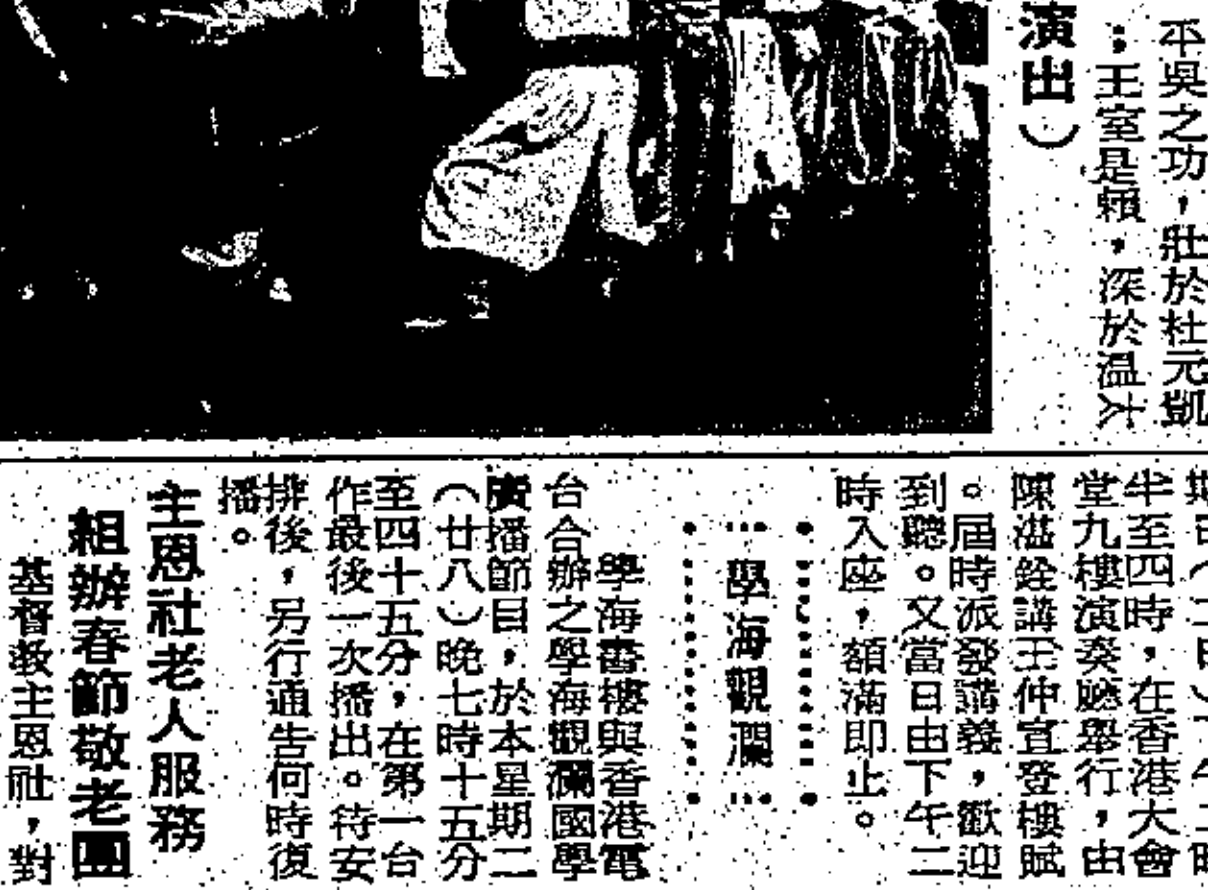 平吳之功，壯於杜元凱
；王室是賴，深於温太
演出）
半至四時，在香港大會
堂九樓演奏廳舉行，由
陳湛銓講王仲宣登樓賦
。屆時派發講義，歡迎
到聽。又當日由下午二
時入座，額滿即止。
學海觀瀾
學海書樓與香港電
台合辦之學海觀瀾國學
廣播節目，於本星期二
（廿八）晚七時十五分
至四十五分，在第一台
作最後一次播出。待安
排後，另行通告何時復
播。
主恩社老人服務
組辦春節敬老團
基督教主恩社，對